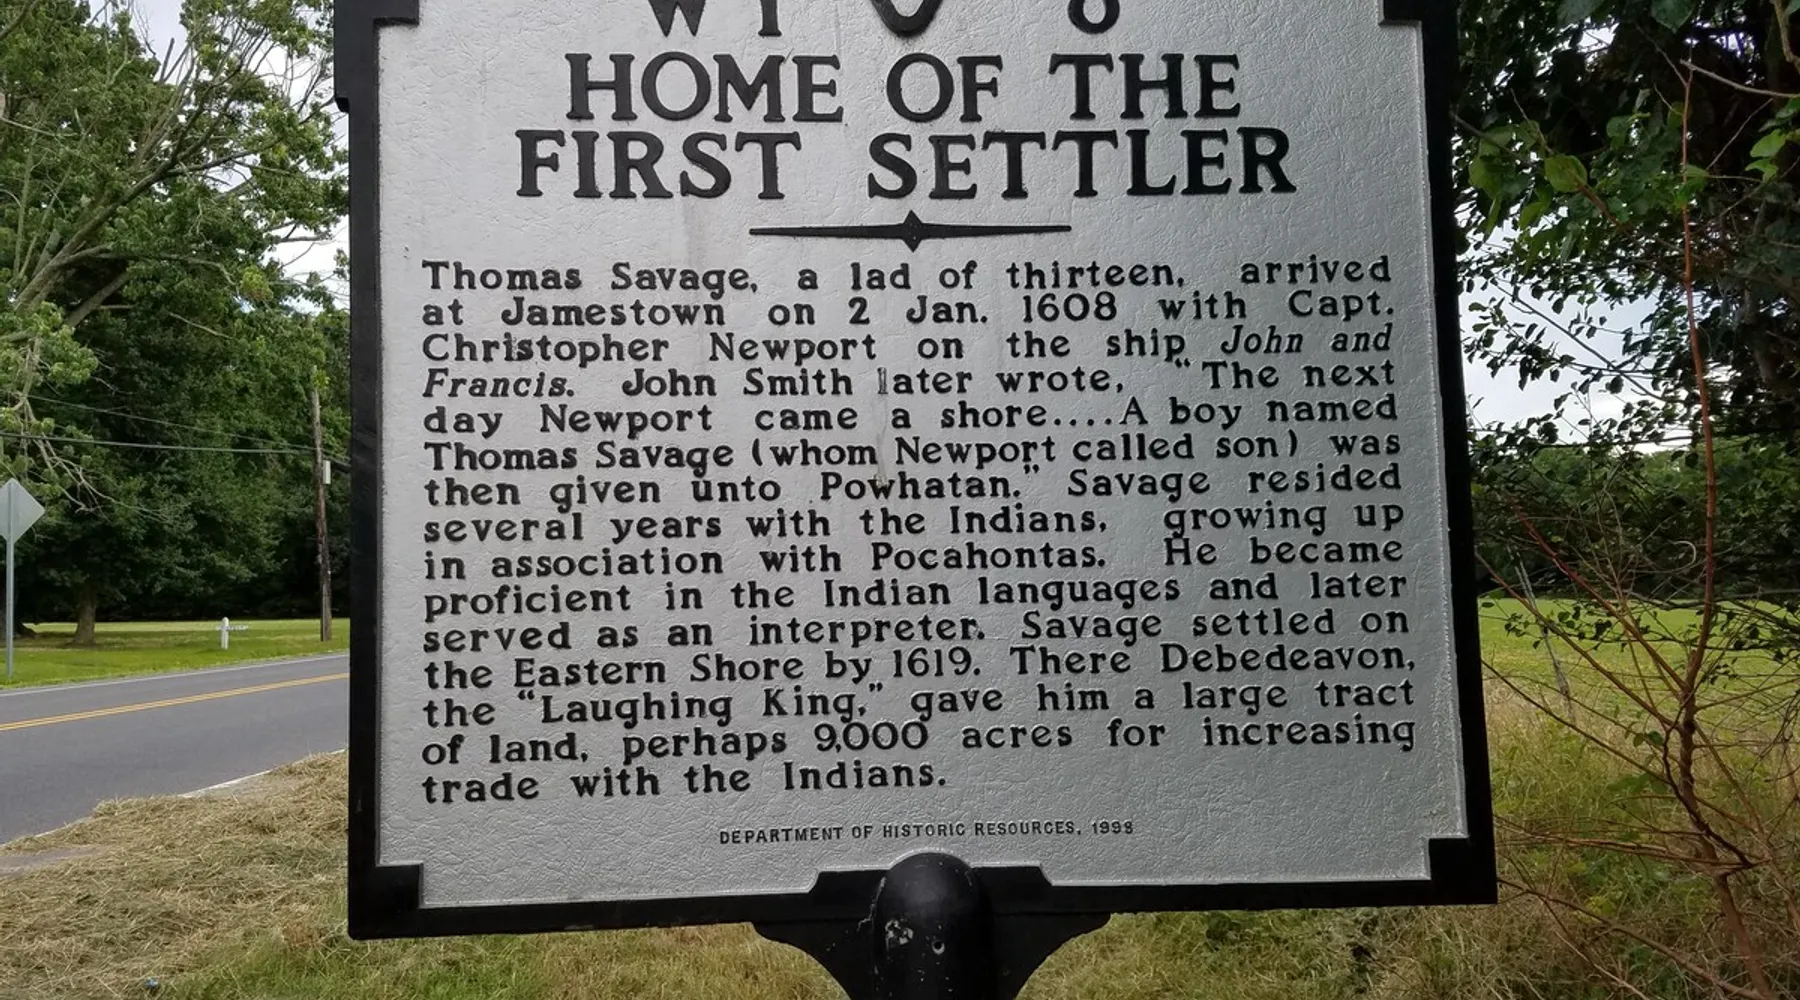 HOME OF THE
FIRST SETTLER
Thomas Savage, a lad of thirteen, arrived
at Jamestown on 2 Jan. 1608 with Capt.
Christopher Newport on the ship John and
Francis. John Smith later wrote, "The next
day Newport came a shore....A boy named
Thomas Savage (whom Newport called son) was
then given unto Powhatan." Savage resided
several years with the Indians, growing up
in association with Pocahontas. He became
proficient in the Indian languages and later
served as an interpreter. Savage settled on
the Eastern Shore by 1619. There Debedeavon,
the "Laughing King," gave him a large tract
of land, perhaps 9,000 acres for increasing
trade with the Indians.
DEPARTMENT OF HISTORIC RESOURCES, 1998